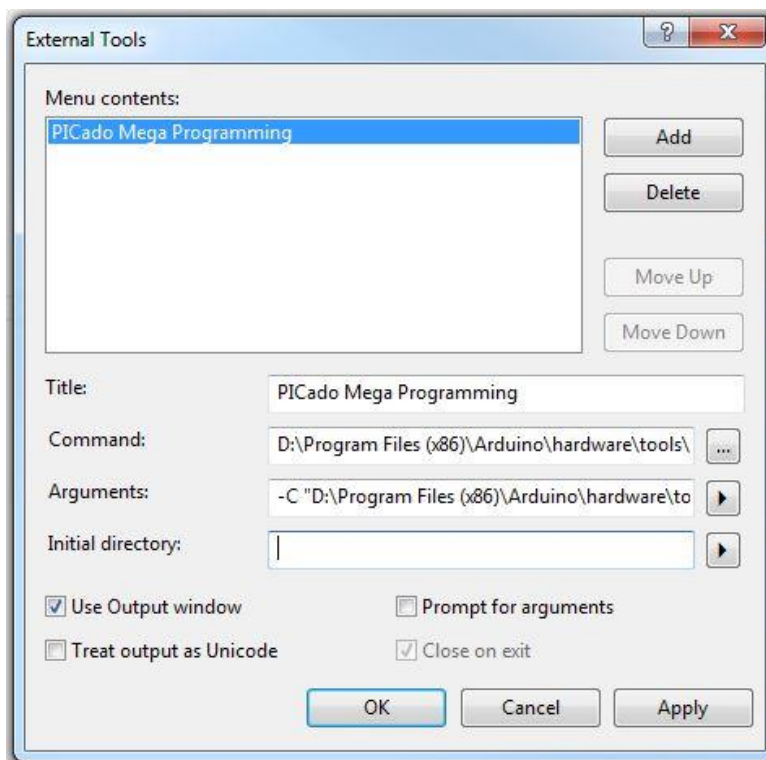 External Tools
Menu contents:
PICado Mega Programming
Add
Delete
Move Up
Move Down
Title:
PICado Mega Programming
Command:
D:\Program Files (x86)\Arduino\hardware\tools\
...
Arguments:
-C "D:\Program Files (x86)\Arduino\hardware\to
Initial directory:
Use Output window
Prompt for arguments
Treat output as Unicode
Close on exit
OK
Cancel
Apply